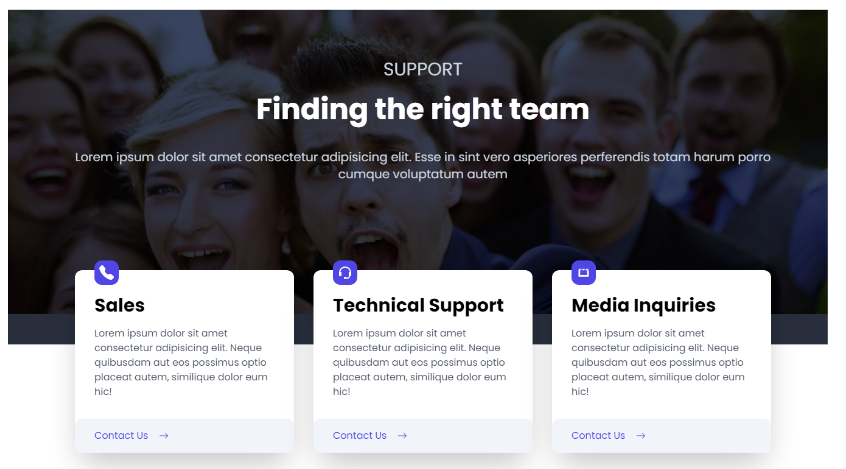 SUPPORT
Finding the right team
Lorem ipsum dolor sit amet consectetur adipisicing elit. Esse in sint vero asperiores perferendis totam harum porro
cumque voluptatum autem
Sales
Lorem ipsum dolor sit amet
consectetur adipisicing elit. Neque
quibusdam aut eos possimus optio
placeat autem, similique dolor eum
hic!
Contact Us →
Technical Support
Lorem ipsum dolor sit amet
consectetur adipisicing elit. Neque
quibusdam aut eos possimus optio
placeat autem, similique dolor eum
hic!
Contact Us →
Media Inquiries
Lorem ipsum dolor sit amet
consectetur adipisicing elit. Neque
quibusdam aut eos possimus optio
placeat autem, similique dolor eum
hic!
Contact Us →